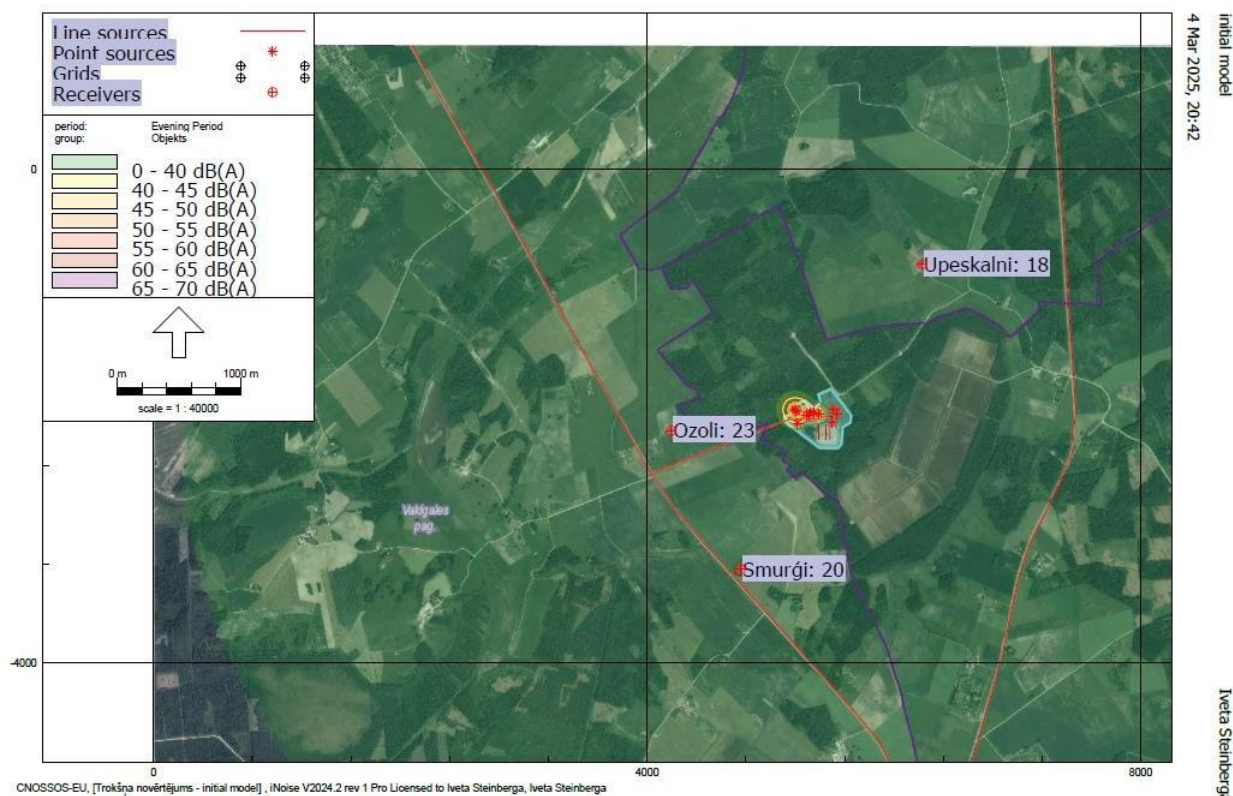 Line sources
Point sources
Grids
Receivers
period: Evening Period
group: Objekts
0 - 40 dB(A)
40 - 45 dB(A)
45 - 50 dB(A)
50 - 55 dB(A)
55 - 60 dB(A)
60 - 65 dB(A)
65 - 70 dB(A)
0 m 1000 m
scale = 1 : 40000
initial model
4 Mar 2025, 20:42
0
Upeskalni: 18
Ozoli: 23
Valdgales
pag.
Smurģi: 20
-4000
Iveta Steinberga
0 4000 8000
CNOSSOS-EU, [Trokšņa novērtējums - initial model] , iNoise V2024.2 rev 1 Pro Licensed to Iveta Steinberga, Iveta Steinberga